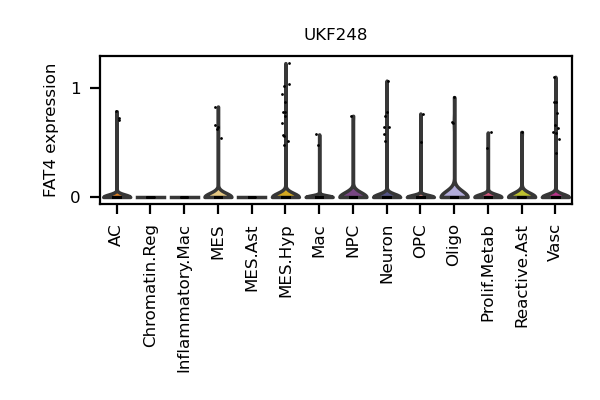 UKF248
FAT4 expression
1
0
AC
Chromatin.Reg
Inflammatory.Mac
MES
MES.Ast
MES.Hyp
Mac
NPC
Neuron
OPC
Oligo
Prolif.Metab
Reactive.Ast
Vasc